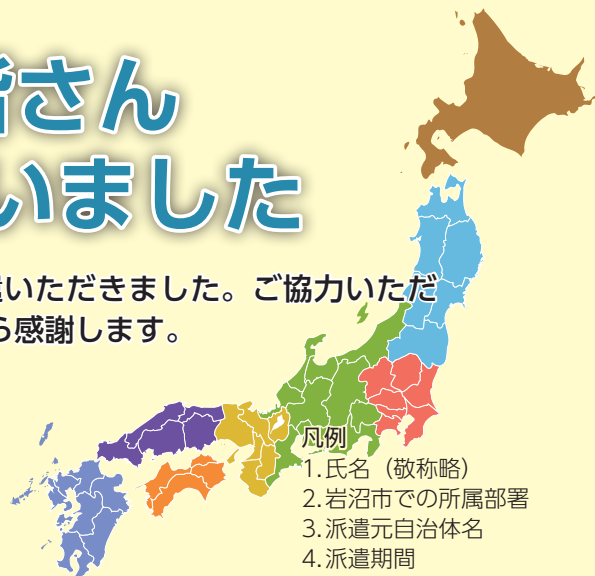 皆さん
いました
遣いただきました。ご協力いただ
ら感謝します。
凡例
1.氏名（敬称略）
2.岩沼市での所属部署
3.派遣元自治体名
4.派遣期間